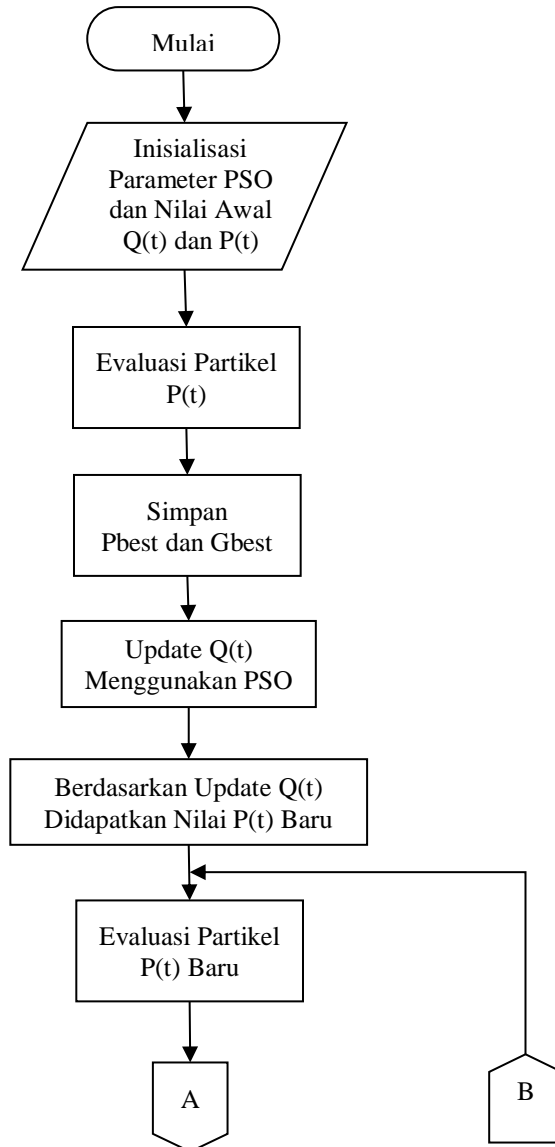 Mulai
Inisialisasi
Parameter PSO
dan Nilai Awal
Q(t) dan P(t)
Evaluasi Partikel
P(t)
Simpan
Pbest dan Gbest
Update Q(t)
Menggunakan PSO
Berdasarkan Update Q(t)
Didapatkan Nilai P(t) Baru
Evaluasi Partikel
P(t) Baru
A
B